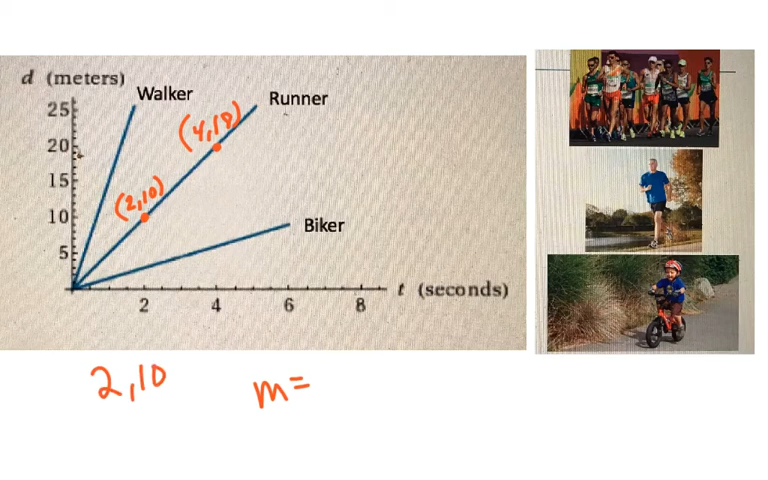 d (meters)
Walker
Runner
25
(4,18)
20
15
(2,10)
10
Biker
5
t (seconds)
2 4 6 8
2,10 m=